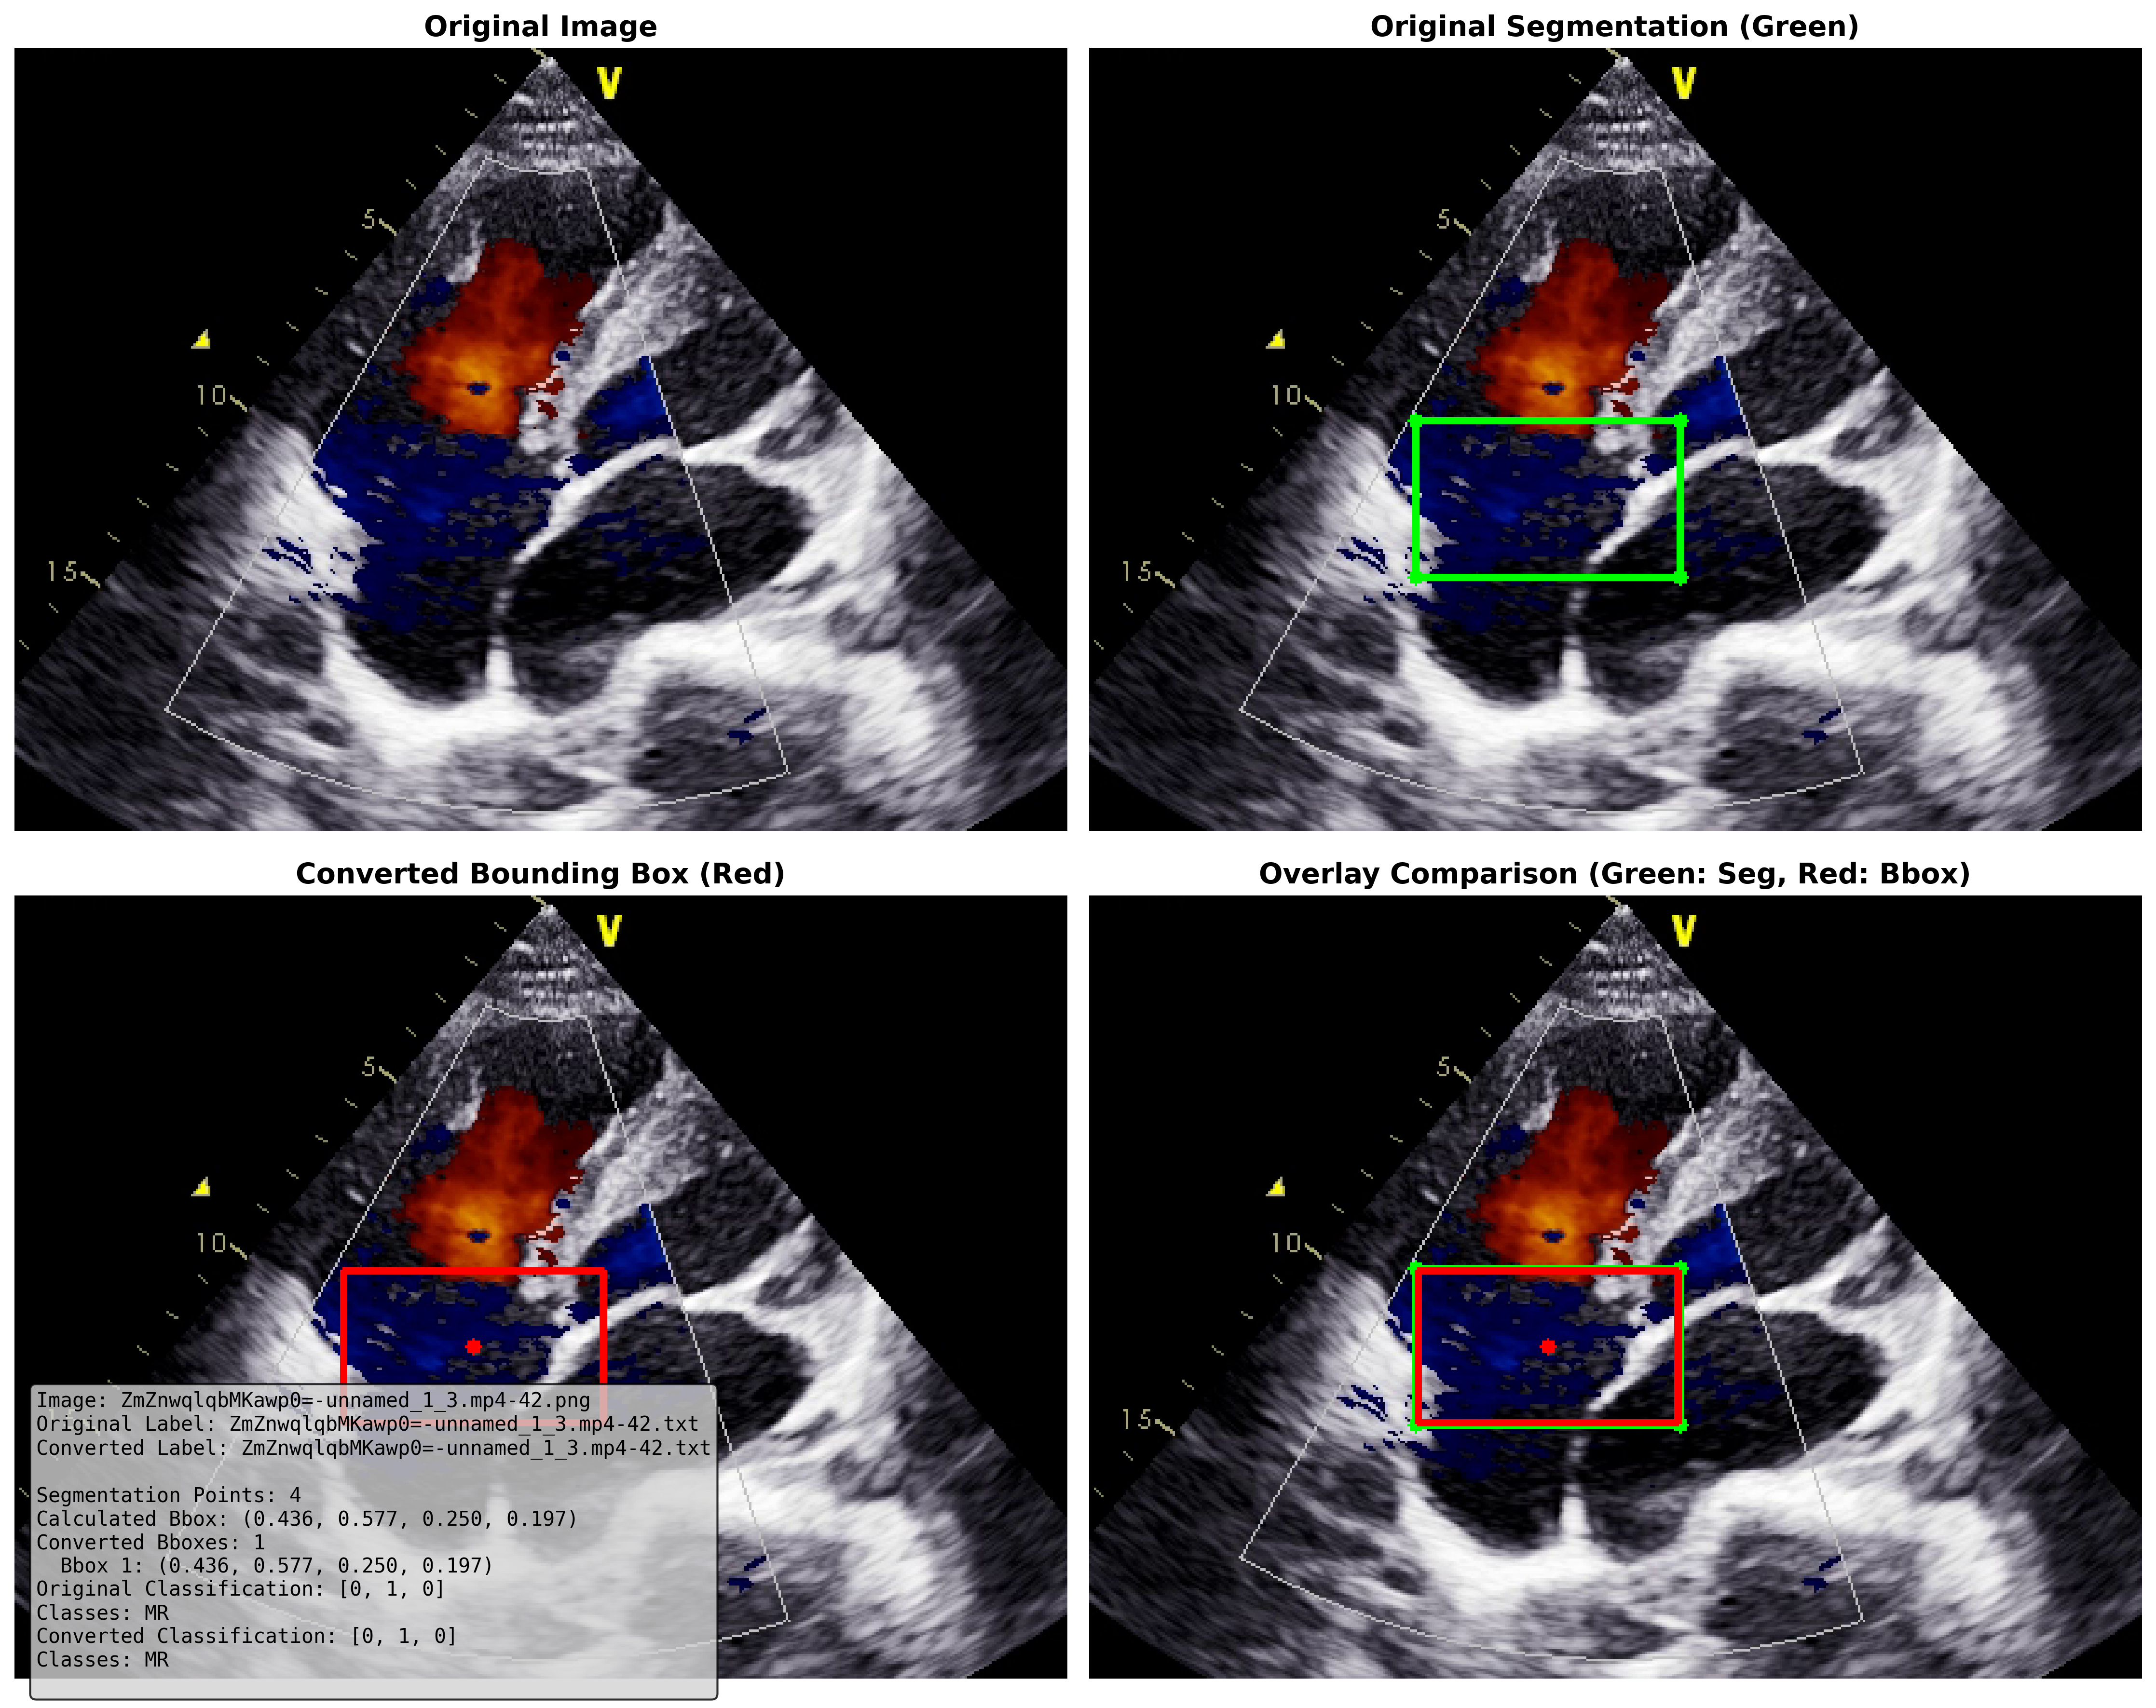 Original Image
Original Segmentation (Green)
V
5
10
15
V
5
10
15
Converted Bounding Box (Red)
Overlay Comparison (Green: Seg, Red: Bbox)
V
5
10
V
5
10
15
Image: ZmZnwqlqbMKawp0=-unnamed_1_3.mp4-42.png
Original Label: ZmZnwqlqbMKawp0=-unnamed_1_3.mp4-42.txt
Converted Label: ZmZnwqlqbMKawp0=-unnamed_1_3.mp4-42.txt
Segmentation Points: 4
Calculated Bbox: (0.436, 0.577, 0.250, 0.197)
Converted Bboxes: 1
Bbox 1: (0.436, 0.577, 0.250, 0.197)
Original Classification: [0, 1, 0]
Classes: MR
Converted Classification: [0, 1, 0]
Classes: MR